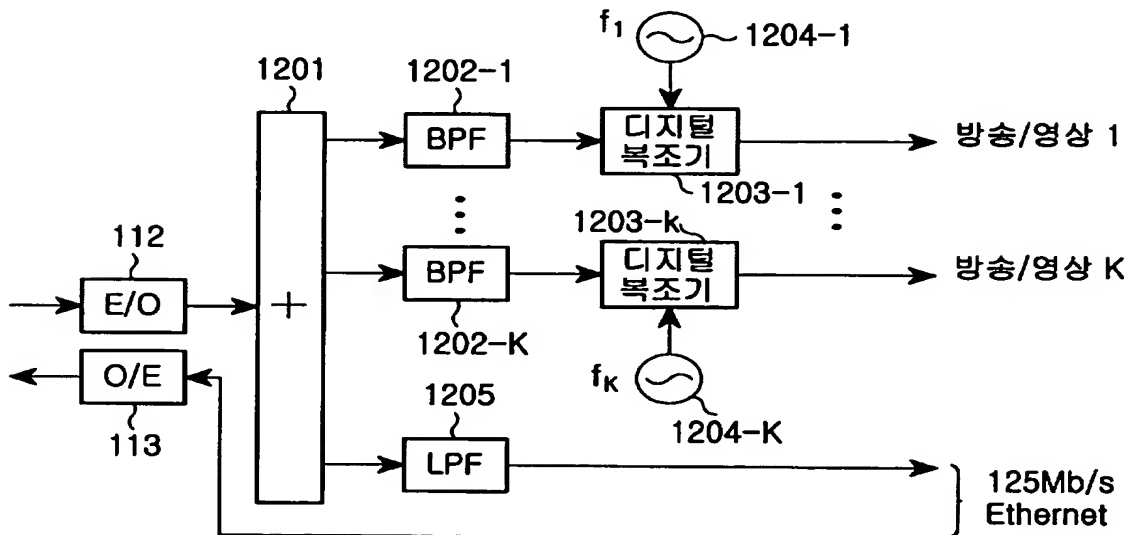 f1
1204-1
1201
1202-1
BPF
디지털
복조기
방송/영상 1
1203-1
1203-k
112
E/O
+
BPF
디지털
복조기
방송/영상 K
1202-K
O/E
113
fK
1204-K
1205
LPF
125Mb/s
Ethernet